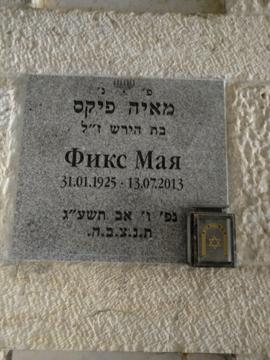 פ' נ'
מאיה פיקס
בת הירש ז"ל
Фикс Мая
31.01.1925 - 13.07.2013
נפ' ו' אב תשע"ג
ת.נ.צ.ב.ה.